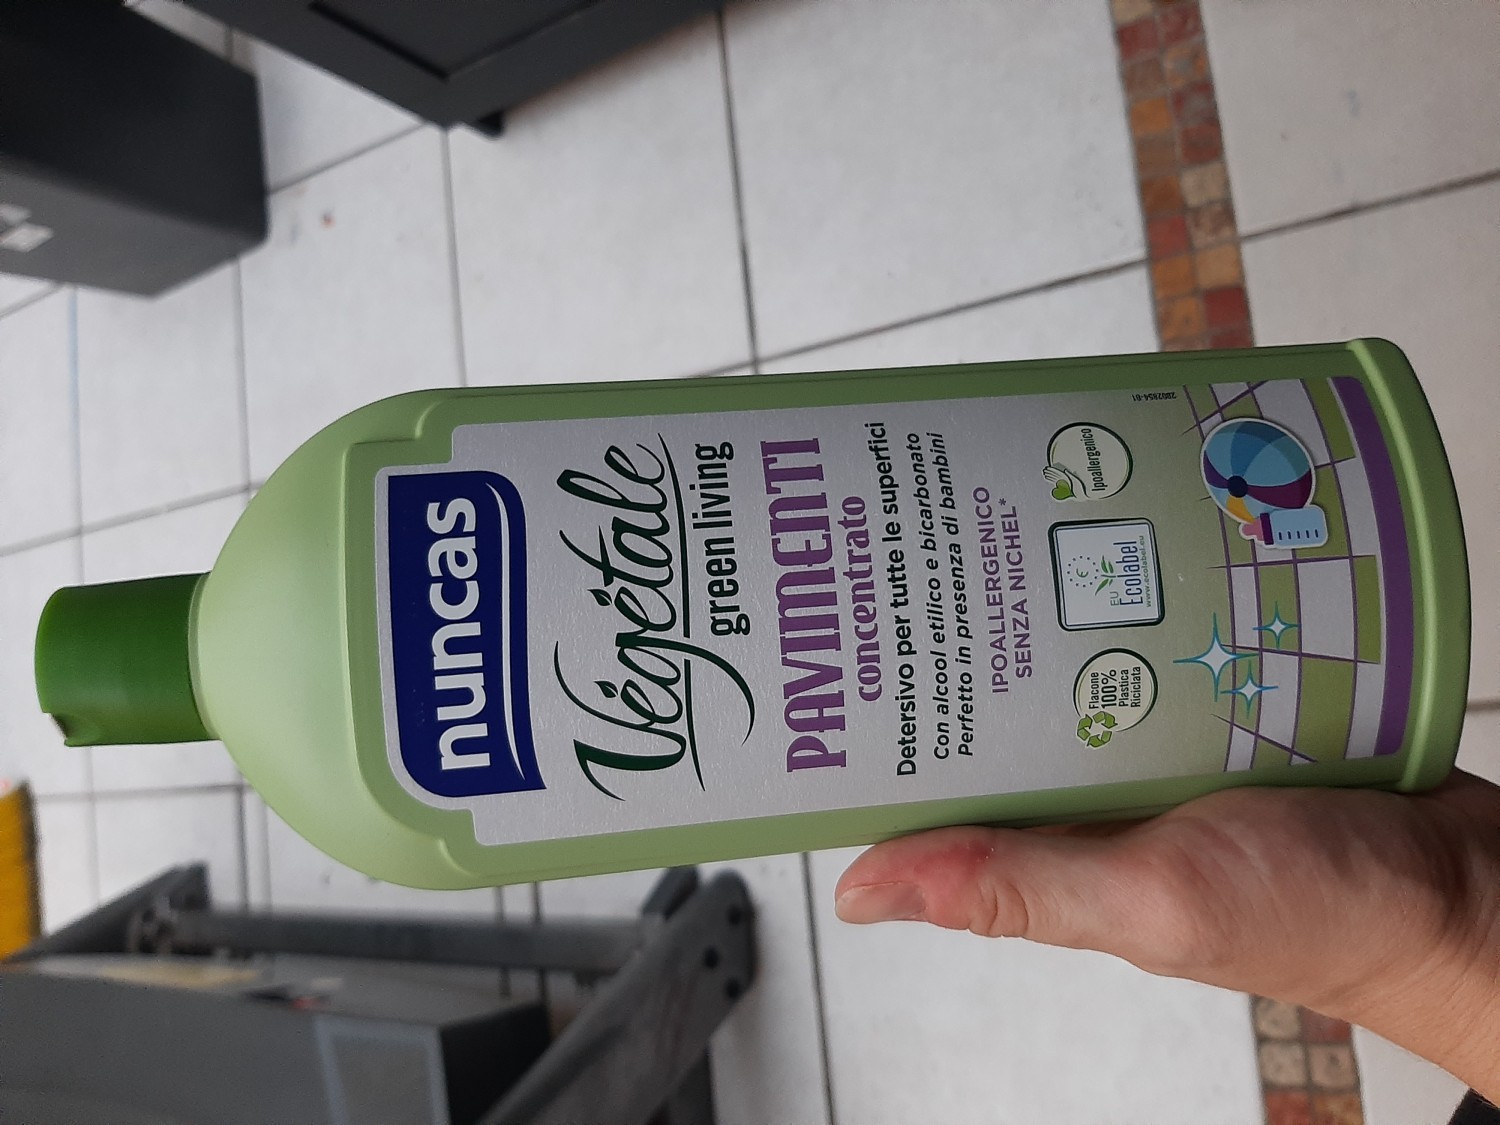 nuncas
Végétale
green living
PAVIMENTI
concentrato
Detersivo per tutte le superfici
Con alcool etilico e bicarbonato
Perfetto in presenza di bambini
IPOALLERGENICO
SENZA NICHEL*
Flacone
100%
Plastica
Riciclata
EU
Ecolabel
www.ecolabel.eu
Ipoallergenico